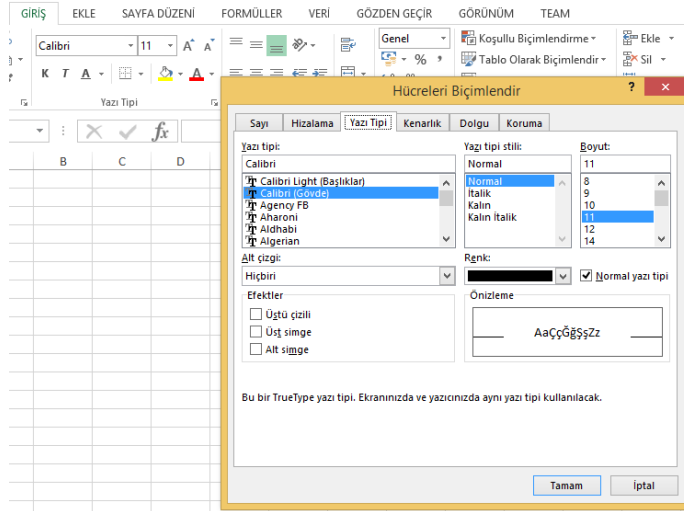 GİRİŞ EKLE SAYFA DÜZENİ FORMÜLLER VERİ GÖZDEN GEÇİR GÖRÜNÜM TEAM
Calibri 11 A A Genel Koşullu Biçimlendirme Ekle
K T A A % Tablo Olarak Biçimlendir Sil
Yazı Tipi
fx
B C D
Hücreleri Biçimlendir ? ×
Sayı Hizalama Yazı Tipi Kenarlık Dolgu Koruma
Yazı tipi: Yazı tipi stili: Boyut:
Calibri Normal 11
Calibri Light (Başlıklar) Normal 8
Calibri (Gövde) İtalik 9
Agency FB Kalın 10
Aharoni Kalın İtalik 11
Aldhabi 12
Algerian 14
Alt çizgi: Renk:
Hiçbiri Normal yazı tipi
Efektler Önizleme
Üstü çizili
Üst simge AaÇçĞğŞşZz
Alt simge
Bu bir TrueType yazı tipi. Ekranınızda ve yazıcınızda aynı yazı tipi kullanılacak.
Tamam İptal